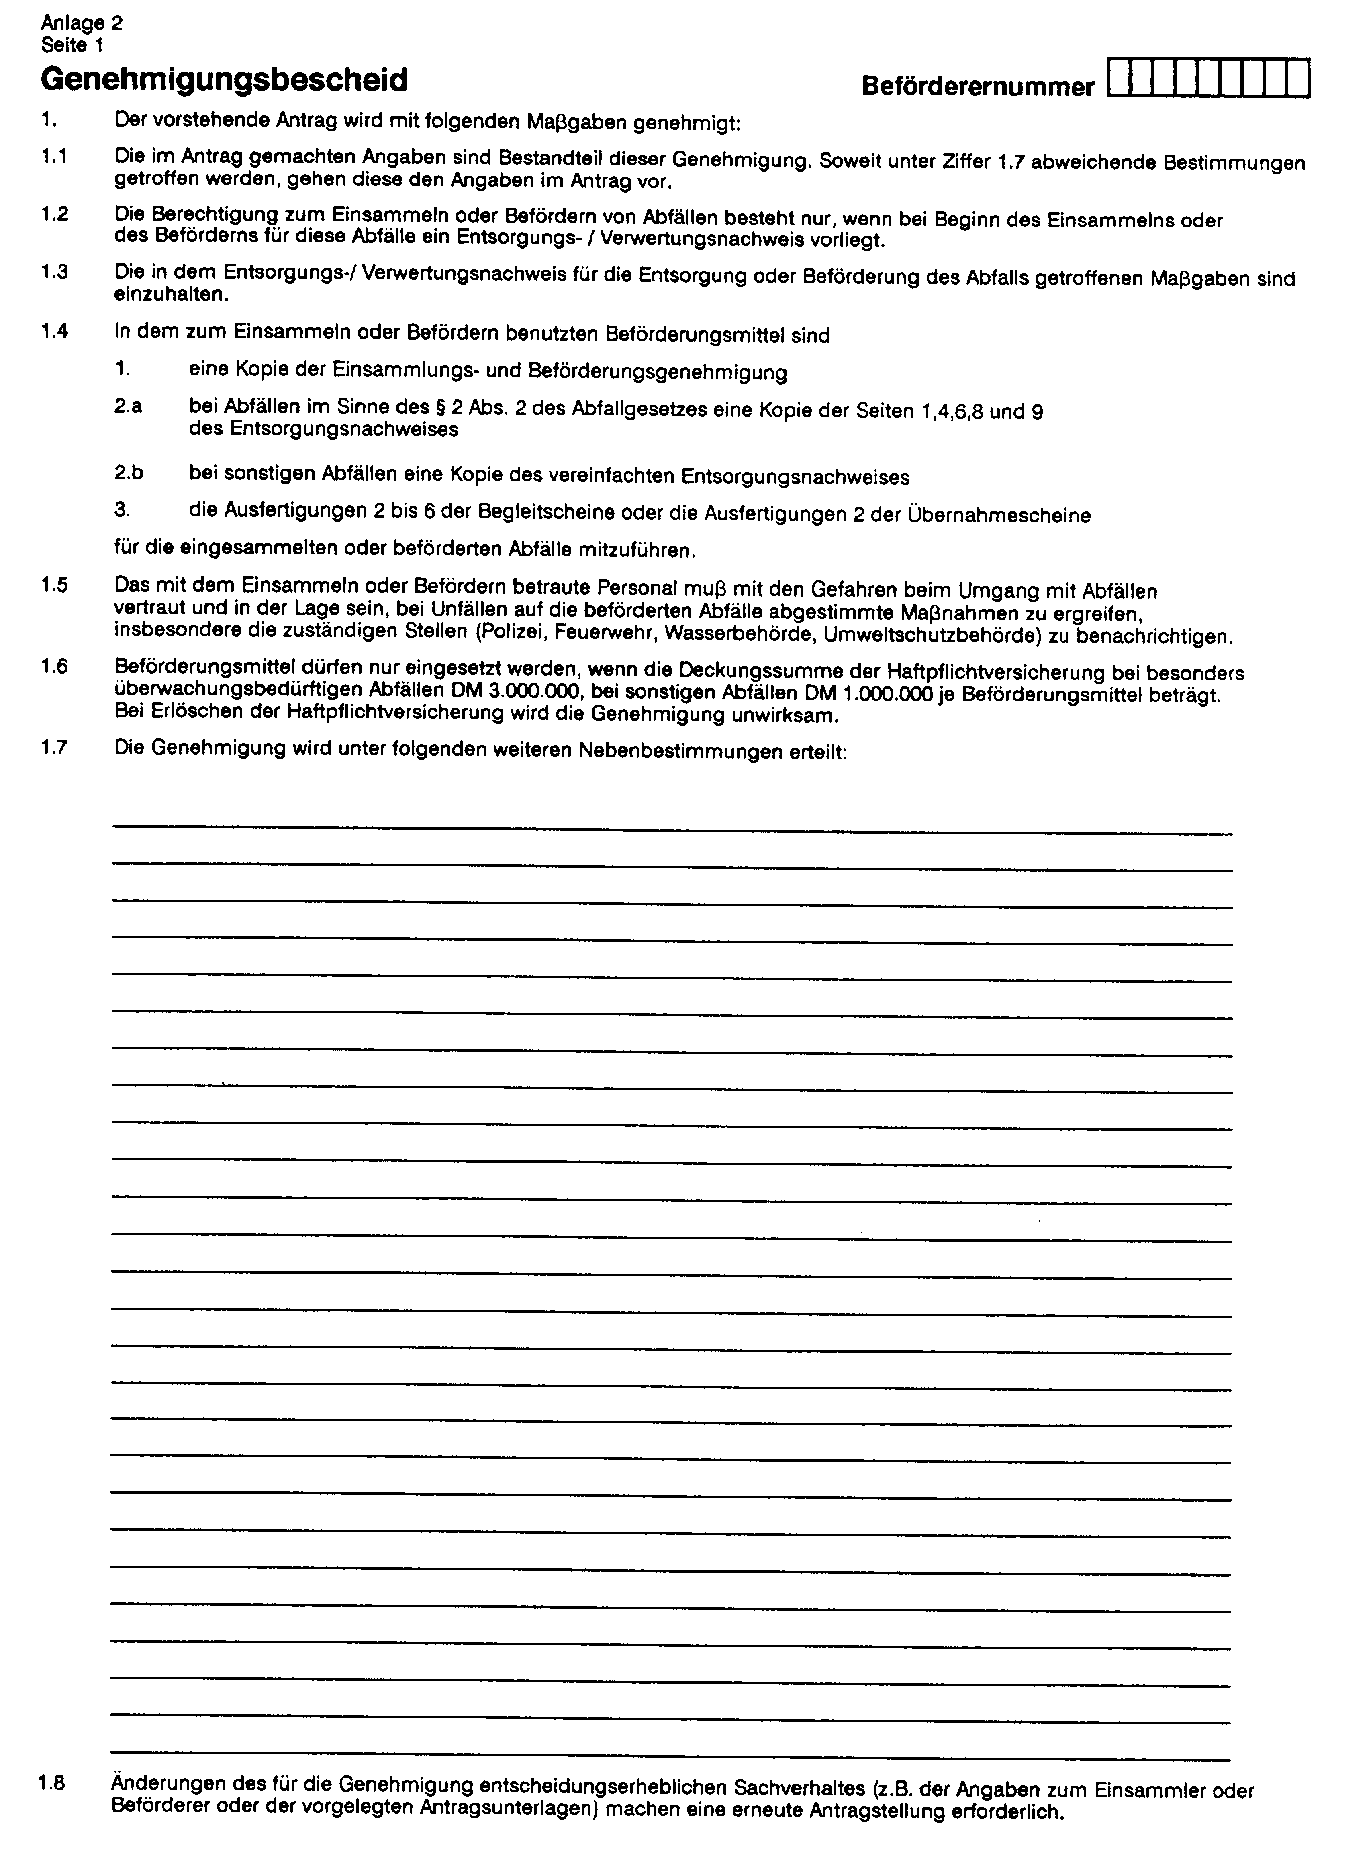 Anlage 2
Seite 1
Genehmigungsbescheid
Beförderernummer
1. Der vorstehende Antrag wird mit folgenden Maßgaben genehmigt:
1.1 Die im Antrag gemachten Angaben sind Bestandteil dieser Genehmigung. Soweit unter Ziffer 1.7 abweichende Bestimmungen
getroffen werden, gehen diese den Angaben im Antrag vor.
1.2 Die Berechtigung zum Einsammeln oder Befördern von Abfällen besteht nur, wenn bei Beginn des Einsammelns oder
des Beförderns für diese Abfälle ein Entsorgungs- / Verwertungsnachweis vorliegt.
1.3 Die in dem Entsorgungs-/ Verwertungsnachweis für die Entsorgung oder Beförderung des Abfalls getroffenen Maßgaben sind
einzuhalten.
1.4 In dem zum Einsammeln oder Befördern benutzten Beförderungsmittel sind
1. eine Kopie der Einsammlungs- und Beförderungsgenehmigung
2.a bei Abfällen im Sinne des § 2 Abs. 2 des Abfallgesetzes eine Kopie der Seiten 1,4,6,8 und 9
des Entsorgungsnachweises
2.b bei sonstigen Abfällen eine Kopie des vereinfachten Entsorgungsnachweises
3. die Ausfertigungen 2 bis 6 der Begleitscheine oder die Ausfertigungen 2 der Übernahmescheine
für die eingesammelten oder beförderten Abfälle mitzuführen.
1.5 Das mit dem Einsammeln oder Befördern betraute Personal muß mit den Gefahren beim Umgang mit Abfällen
vertraut und in der Lage sein, bei Unfällen auf die beförderten Abfälle abgestimmte Maßnahmen zu ergreifen,
insbesondere die zuständigen Stellen (Polizei, Feuerwehr, Wasserbehörde, Umweltschutzbehörde) zu benachrichtigen.
1.6 Beförderungsmittel dürfen nur eingesetzt werden, wenn die Deckungssumme der Haftpflichtversicherung bei besonders
überwachungsbedürftigen Abfällen DM 3.000.000, bei sonstigen Abfällen DM 1.000.000 je Beförderungsmittel beträgt.
Bei Erlöschen der Haftpflichtversicherung wird die Genehmigung unwirksam.
1.7 Die Genehmigung wird unter folgenden weiteren Nebenbestimmungen erteilt:
1.8 Änderungen des für die Genehmigung entscheidungserheblichen Sachverhaltes (z.B. der Angaben zum Einsammler oder
Beförderer oder der vorgelegten Antragsunterlagen) machen eine erneute Antragstellung erforderlich.